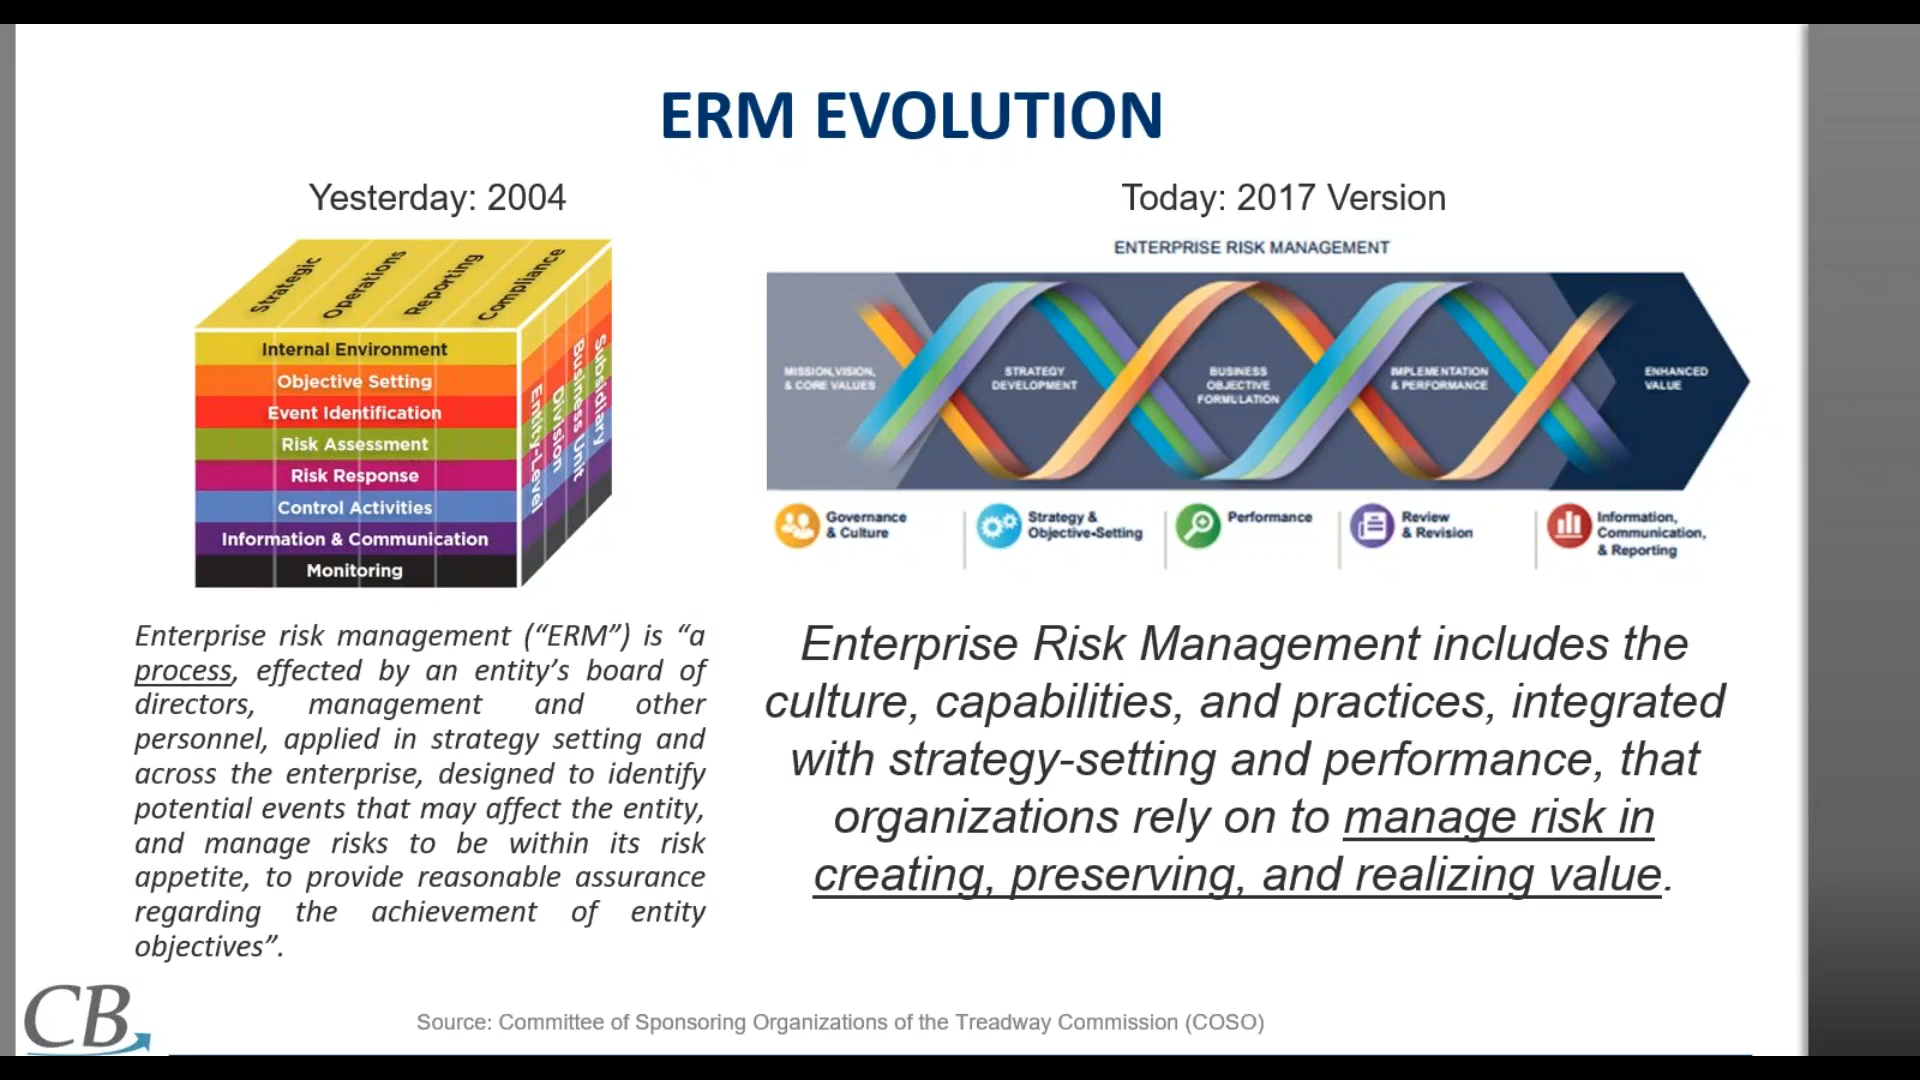 ERM EVOLUTION
Yesterday: 2004
Strategic
Operations
Reporting
Compliance
Internal Environment
Objective Setting
Event Identification
Risk Assessment
Risk Response
Control Activities
Information & Communication
Monitoring
Entity-Level
Division
Business Unit
Subsidiary
Enterprise risk management (“ERM”) is “a
process, effected by an entity’s board of
directors, management and other
personnel, applied in strategy setting and
across the enterprise, designed to identify
potential events that may affect the entity,
and manage risks to be within its risk
appetite, to provide reasonable assurance
regarding the achievement of entity
objectives”.
Today: 2017 Version
ENTERPRISE RISK MANAGEMENT
MISSION, VISION,
& CORE VALUES
STRATEGY
DEVELOPMENT
BUSINESS
OBJECTIVE
FORMULATION
IMPLEMENTATION
& PERFORMANCE
ENHANCED
VALUE
Governance
& Culture
Strategy &
Objective-Setting
Performance
Review
& Revision
Information,
Communication,
& Reporting
Enterprise Risk Management includes the
culture, capabilities, and practices, integrated
with strategy-setting and performance, that
organizations rely on to manage risk in
creating, preserving, and realizing value.
CB
Source: Committee of Sponsoring Organizations of the Treadway Commission (COSO)